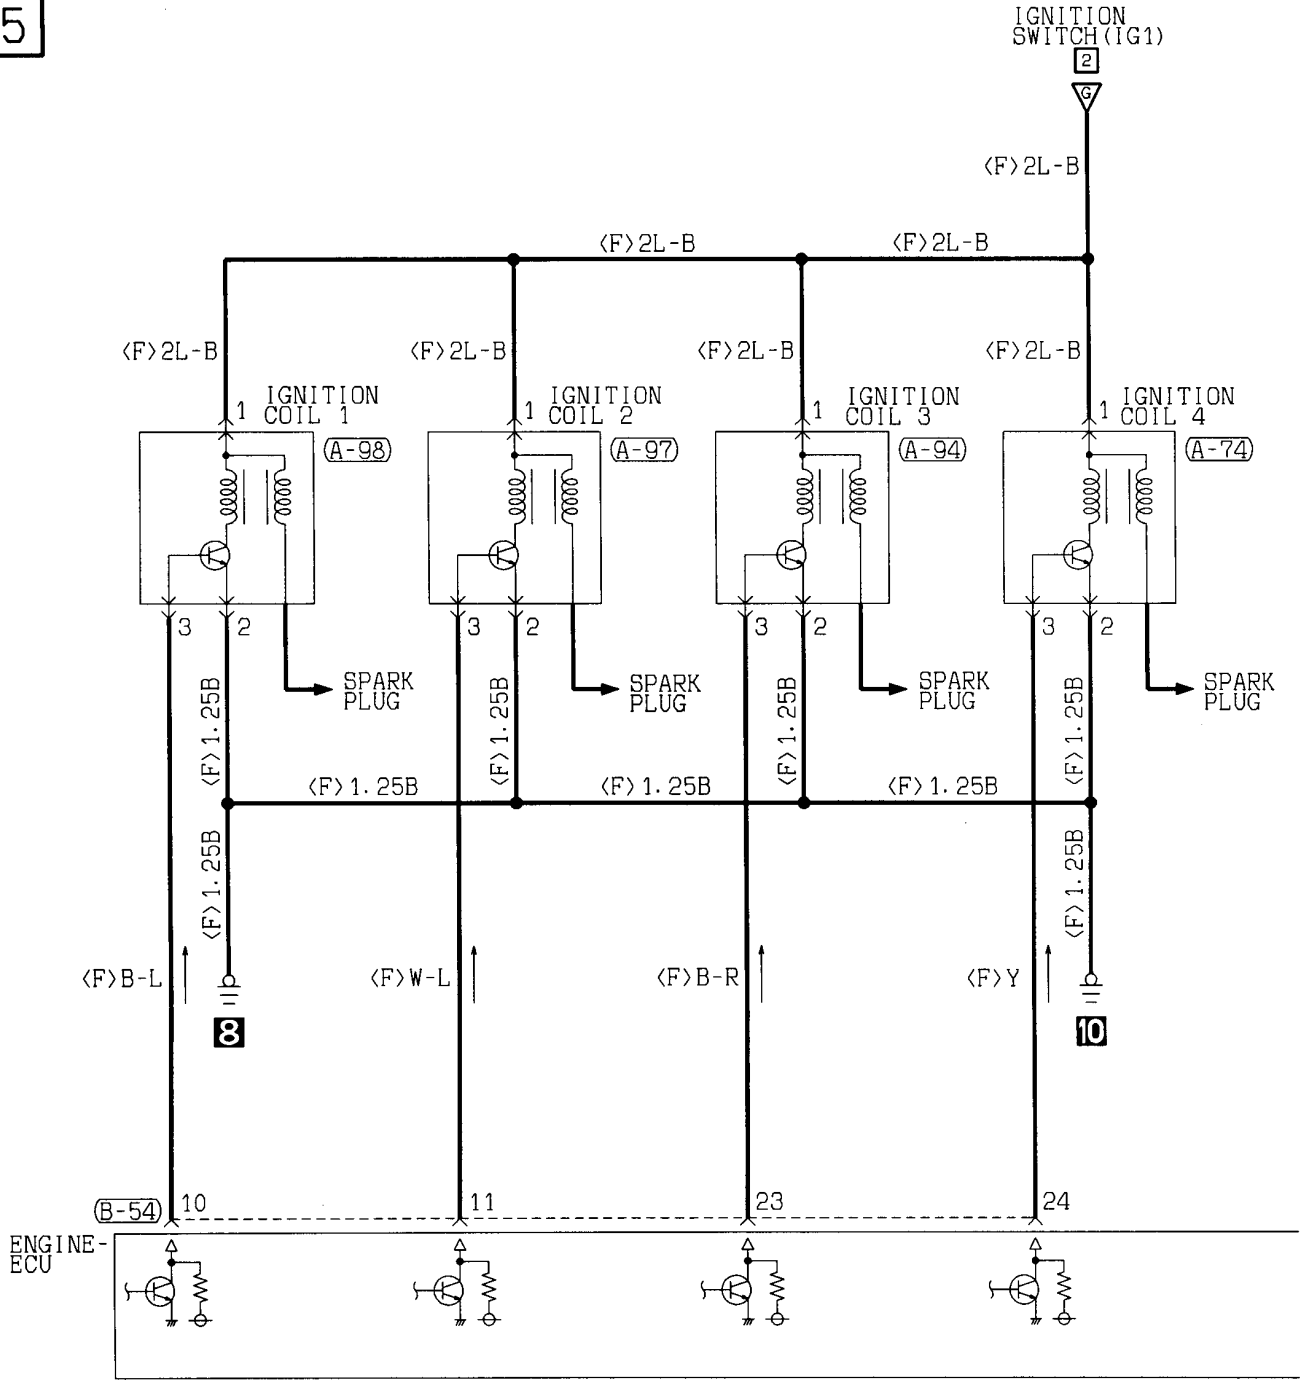 5
IGNITION
SWITCH(IG1)
2
G
〈F〉2L-B
〈F〉2L-B
〈F〉2L-B
〈F〉2L-B
〈F〉2L-B
〈F〉2L-B
〈F〉2L-B
1
IGNITION
COIL 1
A-98
1
IGNITION
COIL 2
A-97
1
IGNITION
COIL 3
A-94
1
IGNITION
COIL 4
A-74
3
2
3
2
3
2
3
2
〈F〉1.25B
SPARK
PLUG
〈F〉1.25B
SPARK
PLUG
〈F〉1.25B
SPARK
PLUG
〈F〉1.25B
SPARK
PLUG
〈F〉1.25B
〈F〉1.25B
〈F〉1.25B
〈F〉1.25B
〈F〉1.25B
〈F〉B-L
〈F〉W-L
〈F〉B-R
〈F〉Y
8
10
B-54
10
11
23
24
ENGINE-
ECU